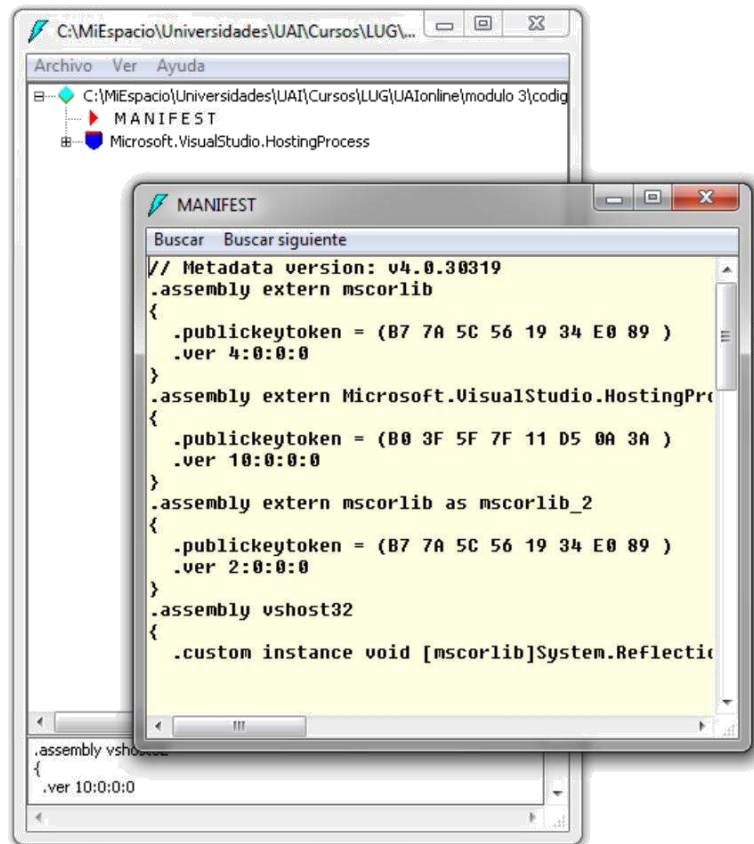 C:\MiEspacio\Universidades\UAI\Cursos\LUG\...
Archivo Ver Ayuda
C:\MiEspacio\Universidades\UAI\Cursos\LUG\UAIonline\modulo 3\codig
MANIFEST
Microsoft.VisualStudio.HostingProcess
MANIFEST
Buscar Buscar siguiente
// Metadata version: v4.0.30319
.assembly extern mscorlib
{
.publickeytoken = (B7 7A 5C 56 19 34 E0 89 )
.ver 4:0:0:0
}
.assembly extern Microsoft.VisualStudio.HostingPro
{
.publickeytoken = (B0 3F 5F 7F 11 D5 0A 3A )
.ver 10:0:0:0
}
.assembly extern mscorlib as mscorlib_2
{
.publickeytoken = (B7 7A 5C 56 19 34 E0 89 )
.ver 2:0:0:0
}
.assembly vshost32
{
.custom instance void [mscorlib]System.Reflectio
.assembly vshost32
{
.ver 10:0:0:0